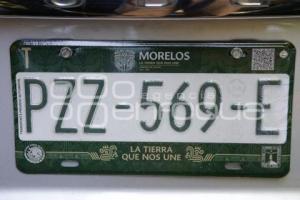 MORELOS
PZZ-569-E
LA TIERRA
QUE NOS UNE